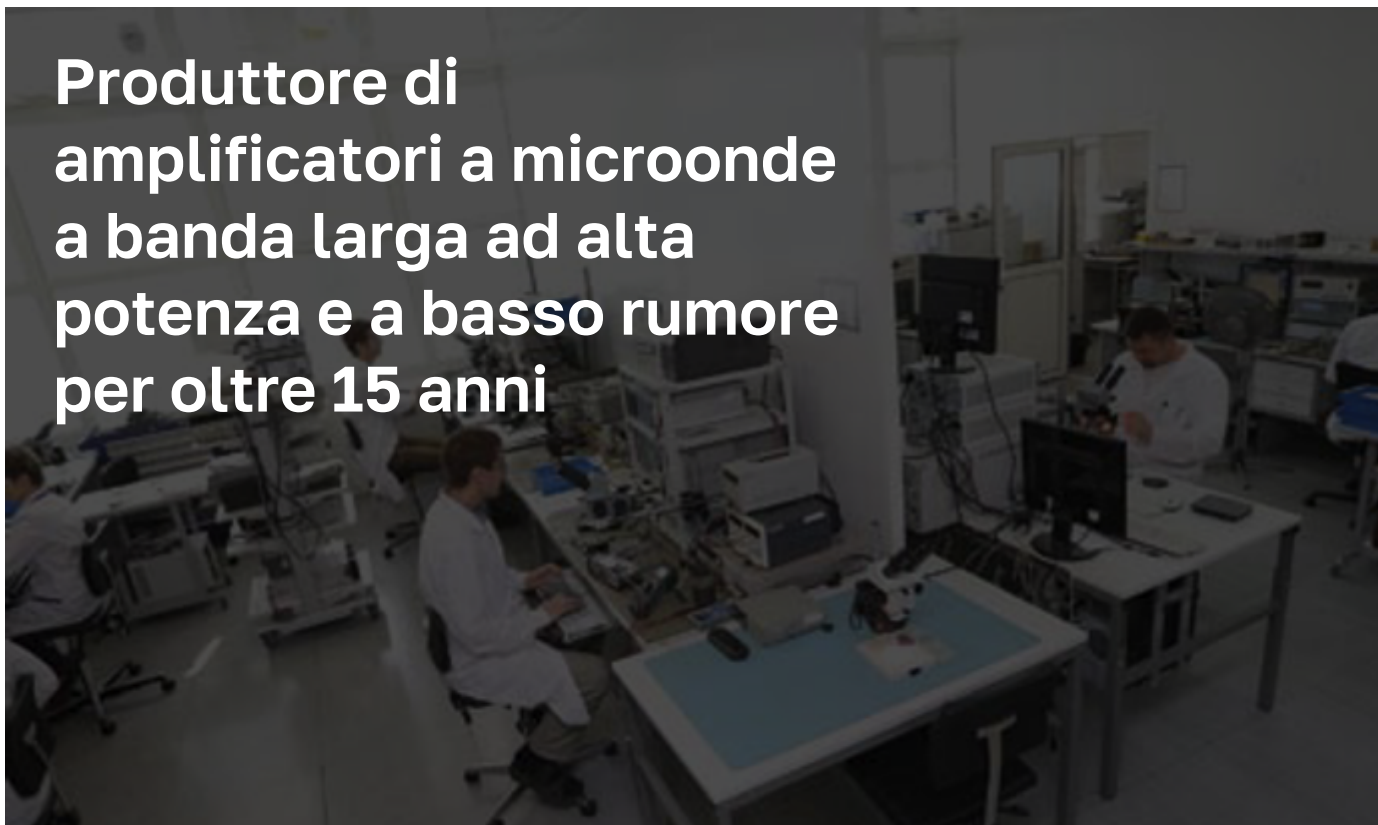 Produttore di
amplificatori a microonde
a banda larga ad alta
potenza e a basso rumore
per oltre 15 anni